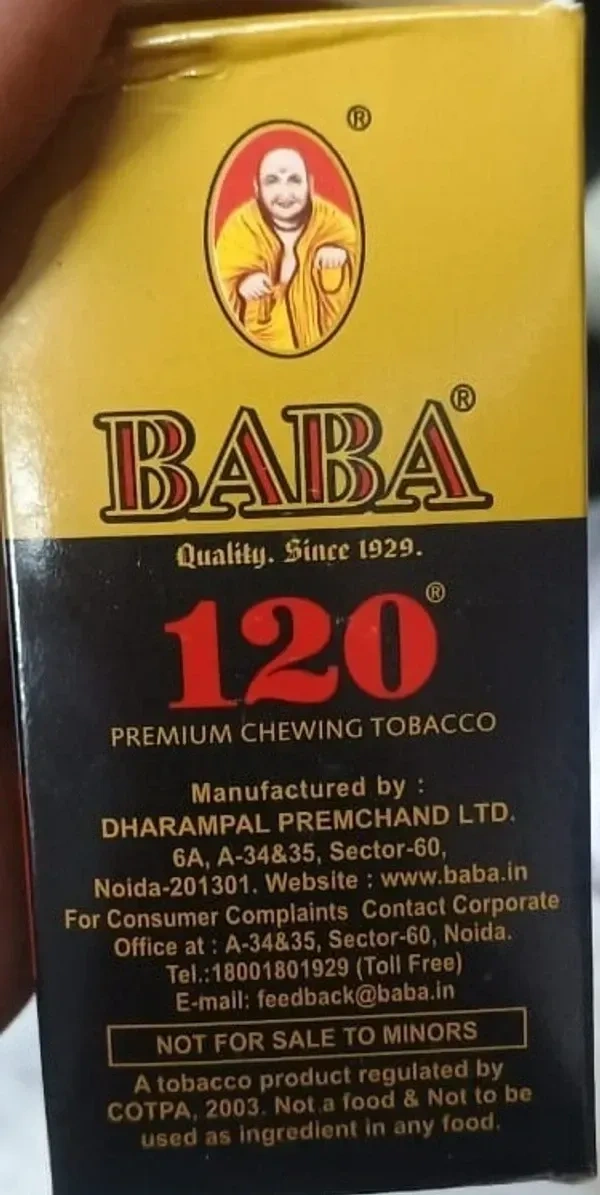 ®
BABA®
Quality. Since 1929.
120®
PREMIUM CHEWING TOBACCO
Manufactured by :
DHARAMPAL PREMCHAND LTD.
6A, A-34&35, Sector-60,
Noida-201301. Website : www.baba.in
For Consumer Complaints Contact Corporate
Office at : A-34&35, Sector-60, Noida.
Tel.:18001801929 (Toll Free)
E-mail: feedback@baba.in
NOT FOR SALE TO MINORS
A tobacco product regulated by
COTPA, 2003. Not a food & Not to be
used as ingredient in any food.